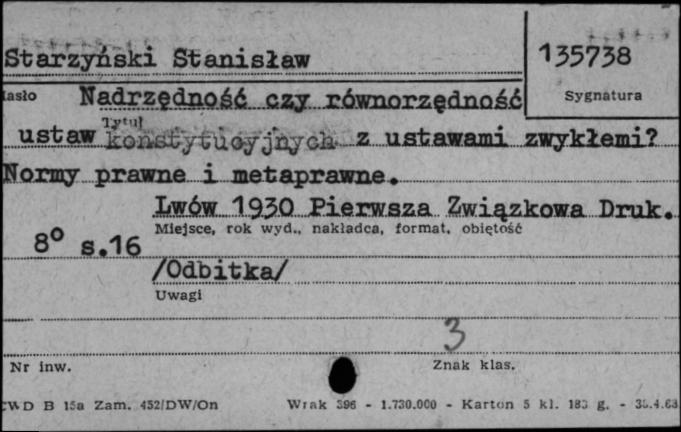 Starzyński Stanisław
135738
Hasło
Nadrzędność czy równorzędność
Sygnatura
Tytuł
ustaw konstytucyjnych z ustawami zwykłemi?
Normy prawne i metaprawne.
Lwów 1930 Pierwsza Związkowa Druk.
Miejsce, rok wyd., nakładca, format, objętość
8° s.16
/Odbitka/
Uwagi
3
Nr inw.
Znak klas.
CWD B 15a Zam. 452/DW/On Wrak 396 - 1.730.000 - Karton 5 kl. 183 g. -